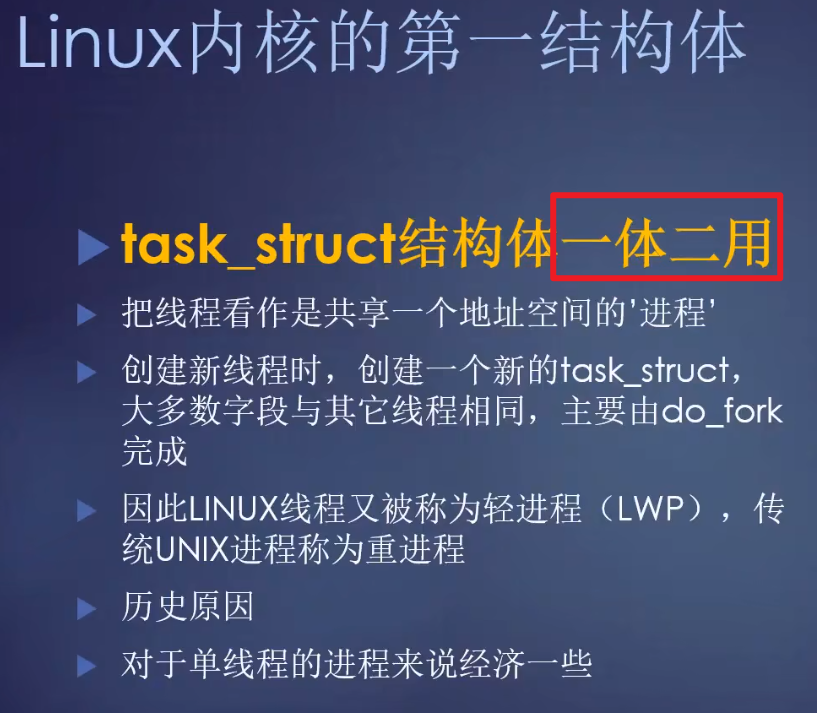 Linux内核的第一结构体
task_struct结构体一体二用
把线程看作是共享一个地址空间的'进程'
创建新线程时，创建一个新的task_struct，
大多数字段与其它线程相同，主要由do_fork
完成
因此LINUX线程又被称为轻进程（LWP），传
统UNIX进程称为重进程
历史原因
对于单线程的进程来说经济一些